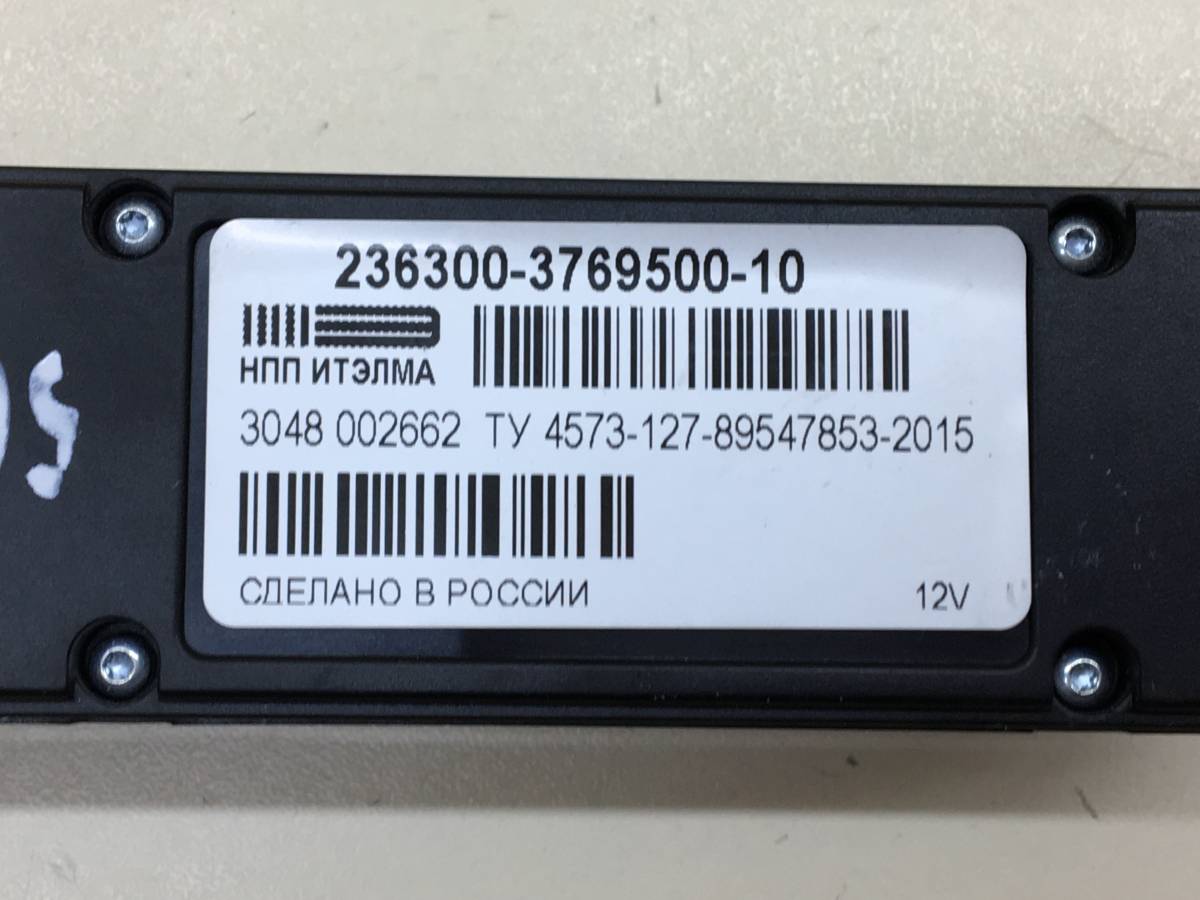 236300-3769500-10
НПП ИТЭЛМА
3048 002662 ТУ 4573-127-89547853-2015
СДЕЛАНО В РОССИИ
12V